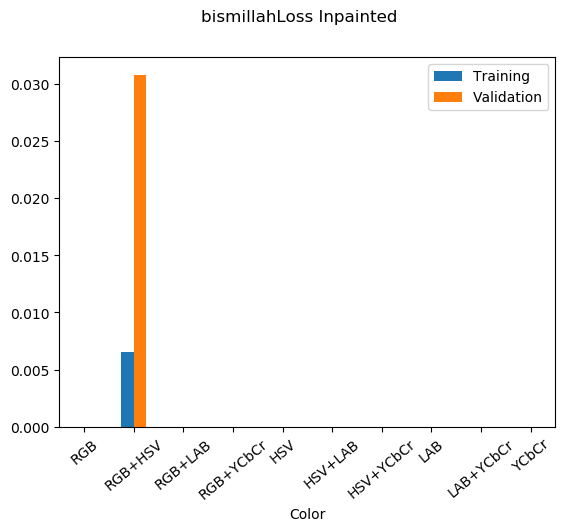 bismillahLoss Inpainted
Training
Validation
0.030
0.025
0.020
0.015
0.010
0.005
0.000
RGB
RGB+HSV
RGB+LAB
RGB+YCbCr
HSV
HSV+LAB
HSV+YCbCr
LAB
LAB+YCbCr
YCbCr
Color